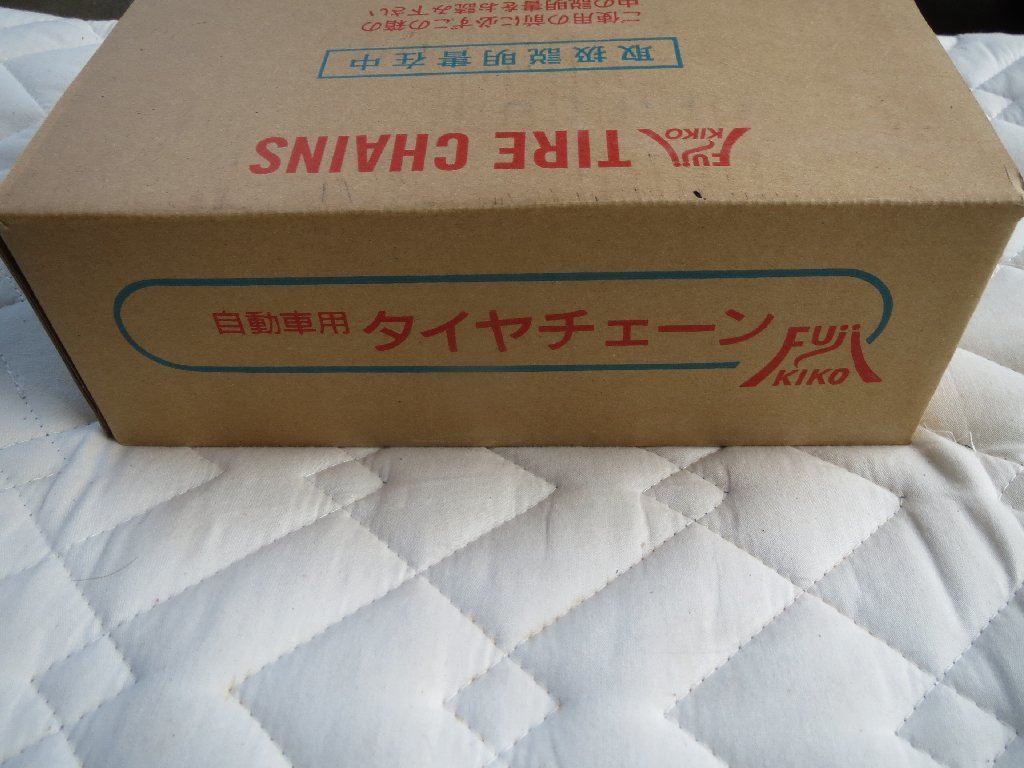 ご使用の前に必ずこの箱の
中の説明書をお読み下さい
取扱説明書在中
Fuji KIKO TIRE CHAINS
自動車用 タイヤチェーン
Fuji
KIKO